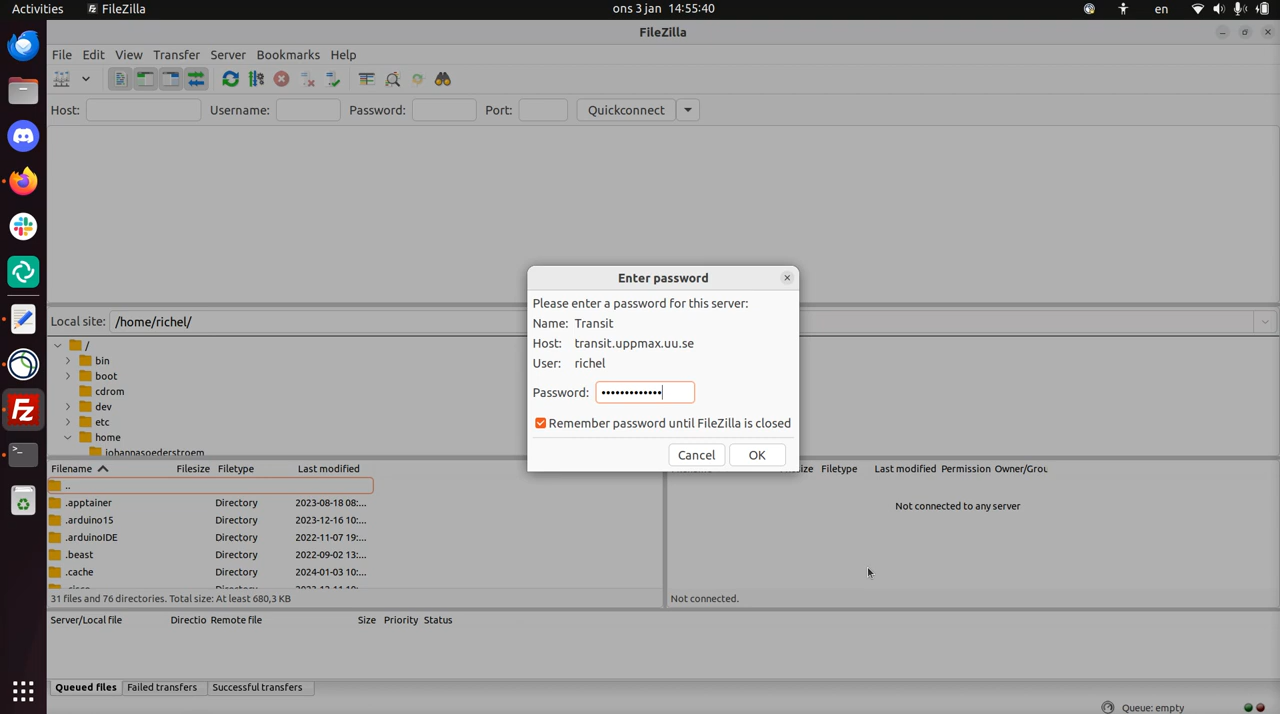 Activities FileZilla ons 3 jan 14:55:40 en
FileZilla
File Edit View Transfer Server Bookmarks Help
Host: Username: Password: Port: Quickconnect
Enter password
Please enter a password for this server:
Name: Transit
Host: transit.uppmax.uu.se
User: richel
Password: •••••••••••••
Remember password until FileZilla is closed
Cancel OK
Local site: /home/richel/
/
bin
boot
cdrom
dev
etc
home
johannasoederstroem
Filename Filesize Filetype Last modified
..
.apptainer Directory 2023-08-18 08:...
.arduino15 Directory 2023-12-16 10:...
.arduinoIDE Directory 2022-11-07 19:...
.beast Directory 2022-09-02 13:...
.cache Directory 2024-01-03 10:...
31 files and 76 directories. Total size: At least 680,3 KB
Filetype Last modified Permission Owner/Grou
Not connected to any server
Not connected.
Server/Local file Directio Remote file Size Priority Status
Queued files Failed transfers Successful transfers
Queue: empty